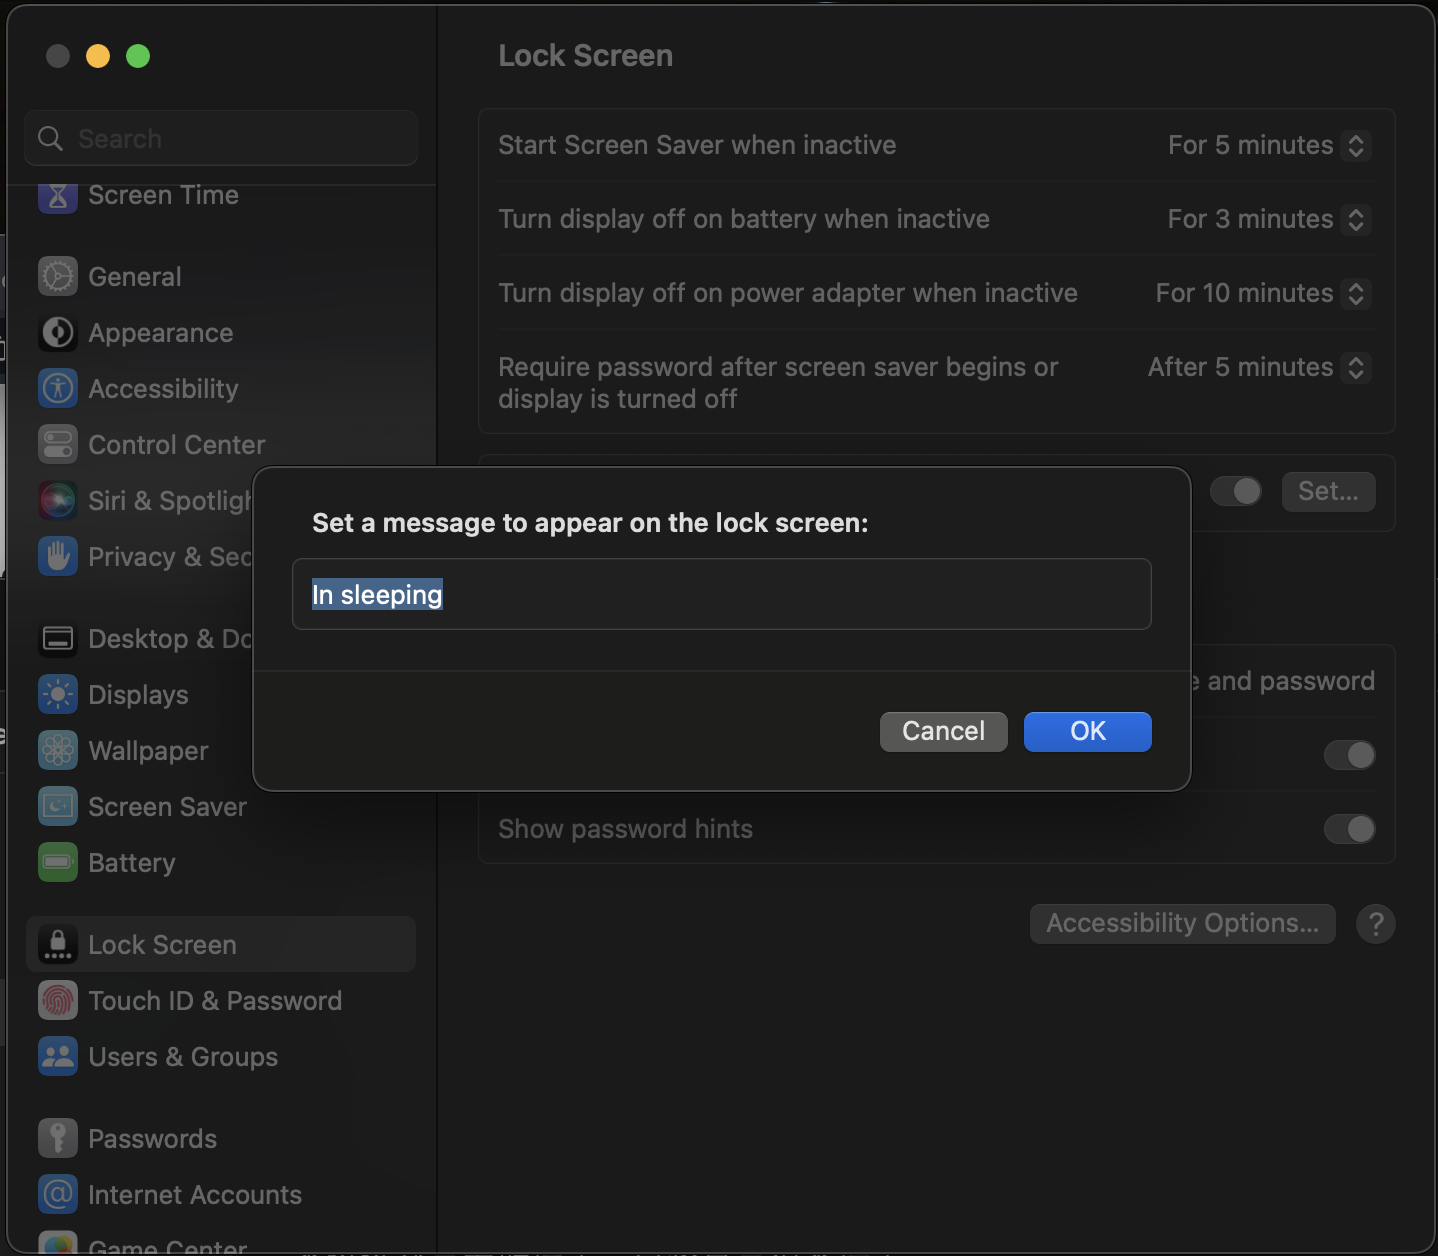 Search
Screen Time
General
Appearance
Accessibility
Control Center
Siri & Spotligh
Privacy & Sec
Desktop & Do
Displays
Wallpaper
Screen Saver
Battery
Lock Screen
Touch ID & Password
Users & Groups
Passwords
Internet Accounts
Game Center
Lock Screen
Start Screen Saver when inactive For 5 minutes
Turn display off on battery when inactive For 3 minutes
Turn display off on power adapter when inactive For 10 minutes
Require password after screen saver begins or After 5 minutes
display is turned off
Set...
Set a message to appear on the lock screen:
In sleeping
Cancel OK
e and password
Show password hints
Accessibility Options... ?